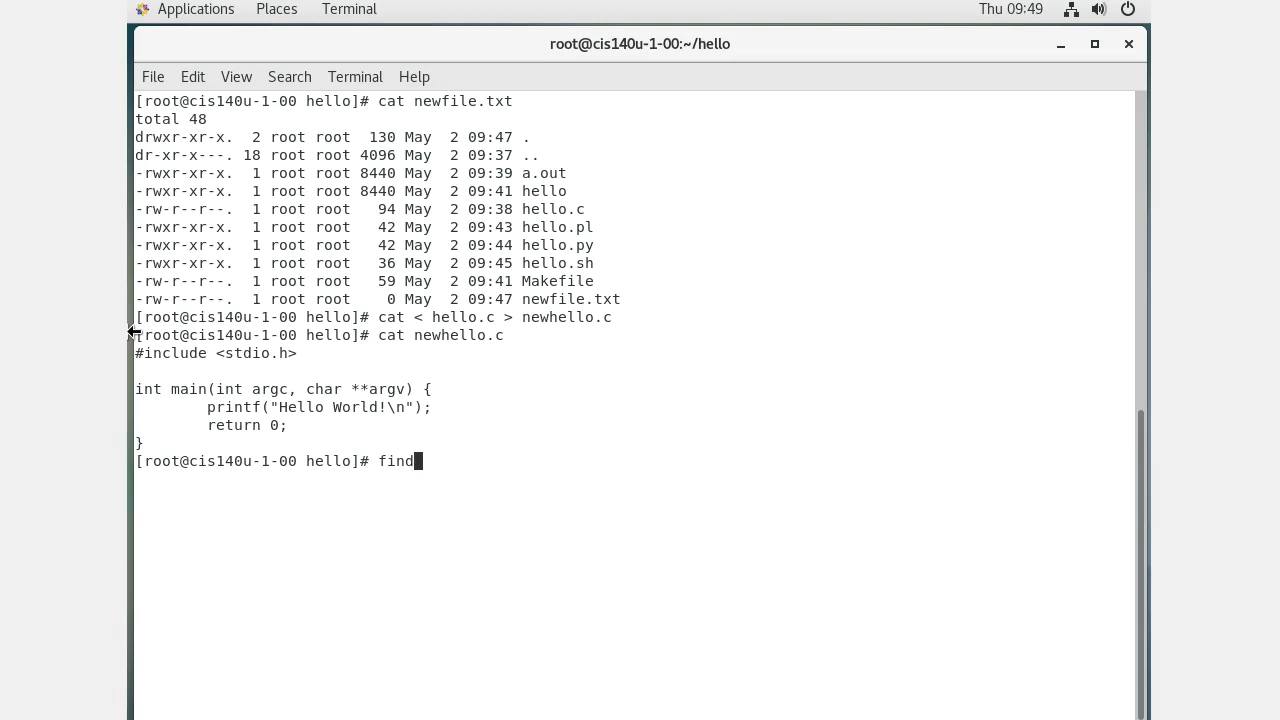 Applications Places Terminal Thu 09:49
root@cis140u-1-00:~/hello
File Edit View Search Terminal Help
[root@cis140u-1-00 hello]# cat newfile.txt
total 48
drwxr-xr-x.  2 root root  130 May  2 09:47 .
dr-xr-x---. 18 root root 4096 May  2 09:37 ..
-rwxr-xr-x.  1 root root 8440 May  2 09:39 a.out
-rwxr-xr-x.  1 root root 8440 May  2 09:41 hello
-rw-r--r--.  1 root root   94 May  2 09:38 hello.c
-rwxr-xr-x.  1 root root   42 May  2 09:43 hello.pl
-rwxr-xr-x.  1 root root   42 May  2 09:44 hello.py
-rwxr-xr-x.  1 root root   36 May  2 09:45 hello.sh
-rw-r--r--.  1 root root   59 May  2 09:41 Makefile
-rw-r--r--.  1 root root    0 May  2 09:47 newfile.txt
[root@cis140u-1-00 hello]# cat < hello.c > newhello.c
[root@cis140u-1-00 hello]# cat newhello.c
#include <stdio.h>

int main(int argc, char **argv) {
        printf("Hello World!\n");
        return 0;
}
[root@cis140u-1-00 hello]# find